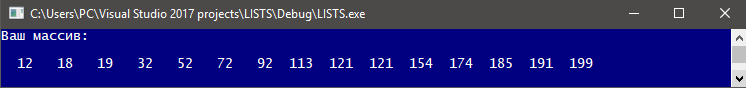 C:\Users\PC\Visual Studio 2017 projects\LISTS\Debug\LISTS.exe
Ваш массив:
12 18 19 32 52 72 92 113 121 121 154 174 185 191 199